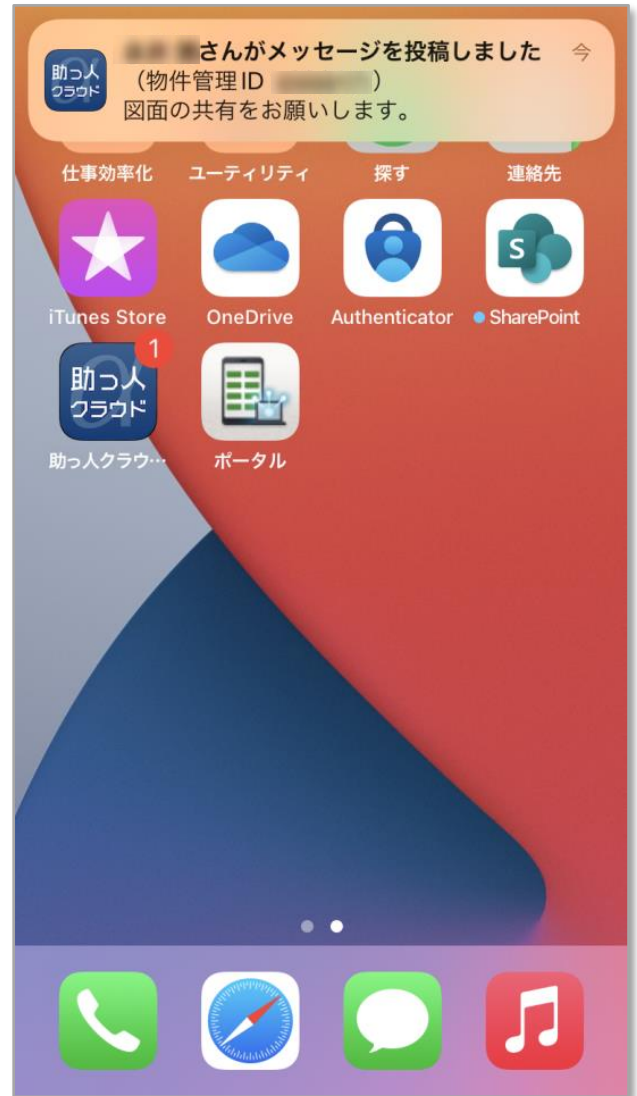 助っ人
クラウド
さんがメッセージを投稿しました
今
（物件管理ID ）
図面の共有をお願いします。
仕事効率化
ユーティリティ
探す
連絡先
S
iTunes Store
OneDrive
Authenticator
SharePoint
1
助っ人
クラウド
助っ人クラウ…
ポータル